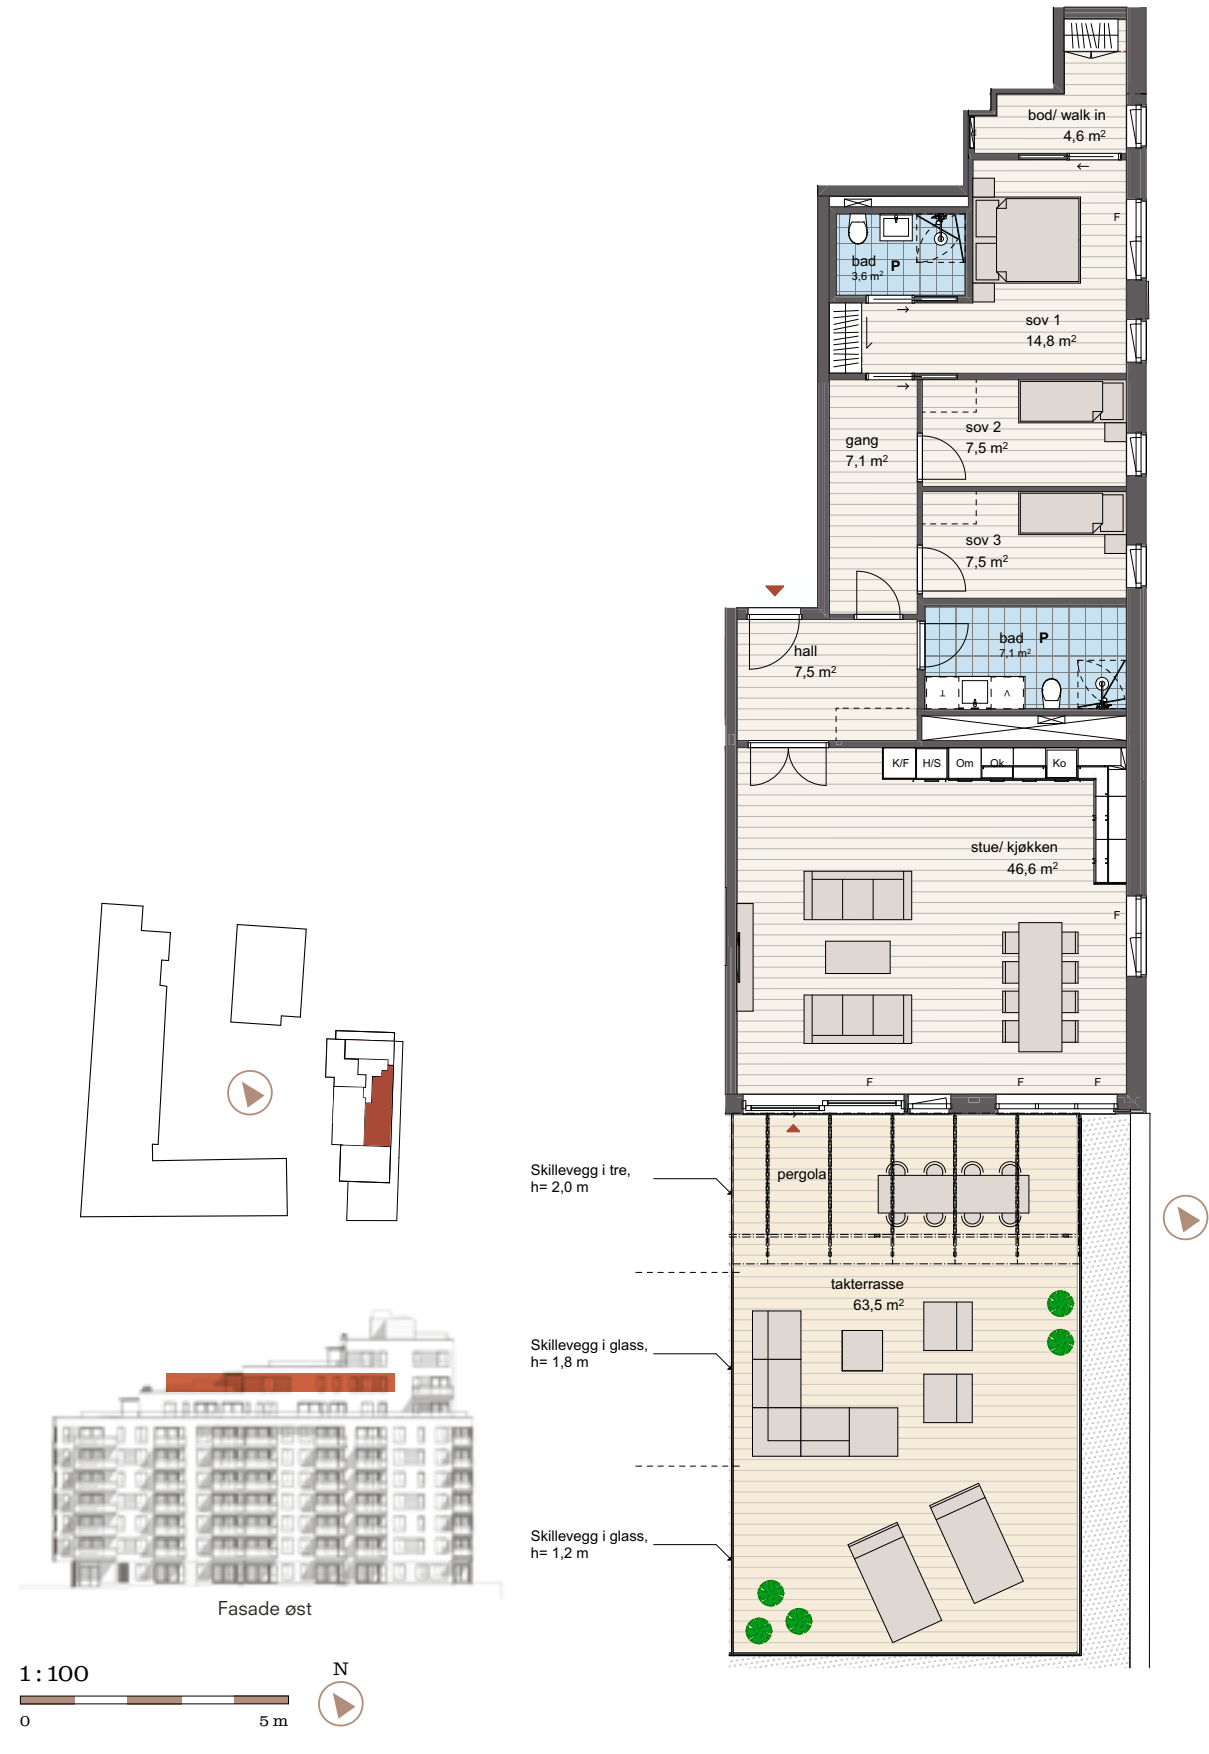 bod/ walk in
4,6 m²
F
bad P
3,6 m²
sov 1
14,8 m²
sov 2
7,5 m²
gang
7,1 m²
sov 3
7,5 m²
bad P
7,1 m²
hall
7,5 m²
T V
K/F H/S Om Ok Ko
stue/ kjøkken
46,6 m²
F
F F F
Skillevegg i tre,
h= 2,0 m
pergola
takterrasse
63,5 m²
Skillevegg i glass,
h= 1,8 m
Skillevegg i glass,
h= 1,2 m
Fasade øst
1:100
N
0 5 m